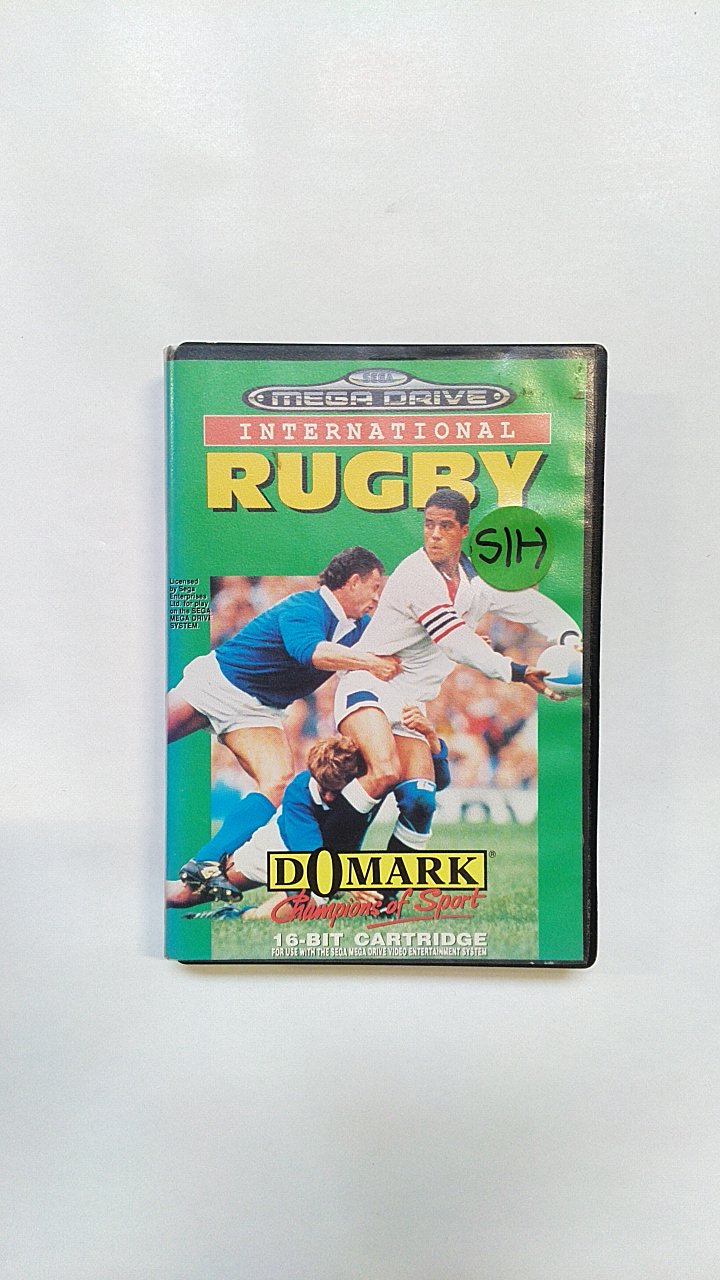 SEGA
MEGA DRIVE
INTERNATIONAL
RUGBY
S/H
Licensed
by Sega
Enterprises
Ltd. for play
on the SEGA
MEGA DRIVE
SYSTEM.
DOMARK®
Champions of Sport
16-BIT CARTRIDGE
FOR USE WITH THE SEGA MEGA DRIVE VIDEO ENTERTAINMENT SYSTEM